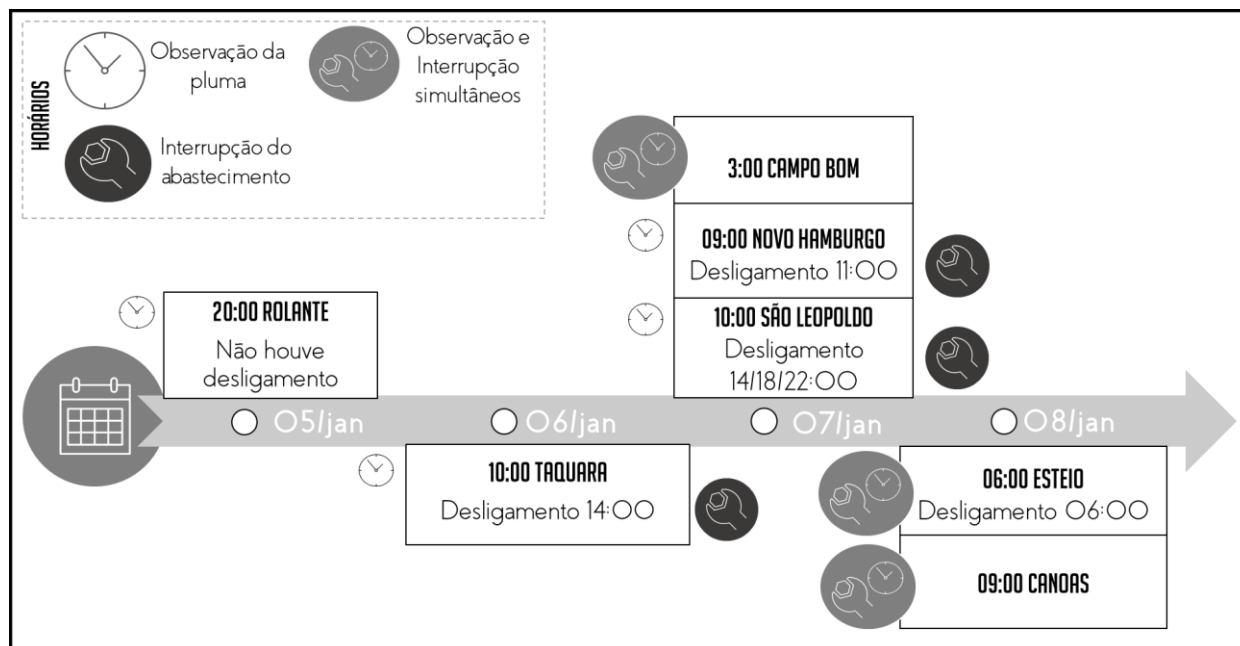 HORÁRIOS
Observação da
pluma
Observação e
Interrupção
simultâneos
Interrupção do
abastecimento
3:00 CAMPO BOM
09:00 NOVO HAMBURGO
Desligamento 11:00
10:00 SÃO LEOPOLDO
Desligamento
14/18/22:00
20:00 ROLANTE
Não houve
desligamento
05/jan
06/jan
07/jan
08/jan
10:00 TAQUARA
Desligamento 14:00
06:00 ESTEIO
Desligamento 06:00
09:00 CANOAS